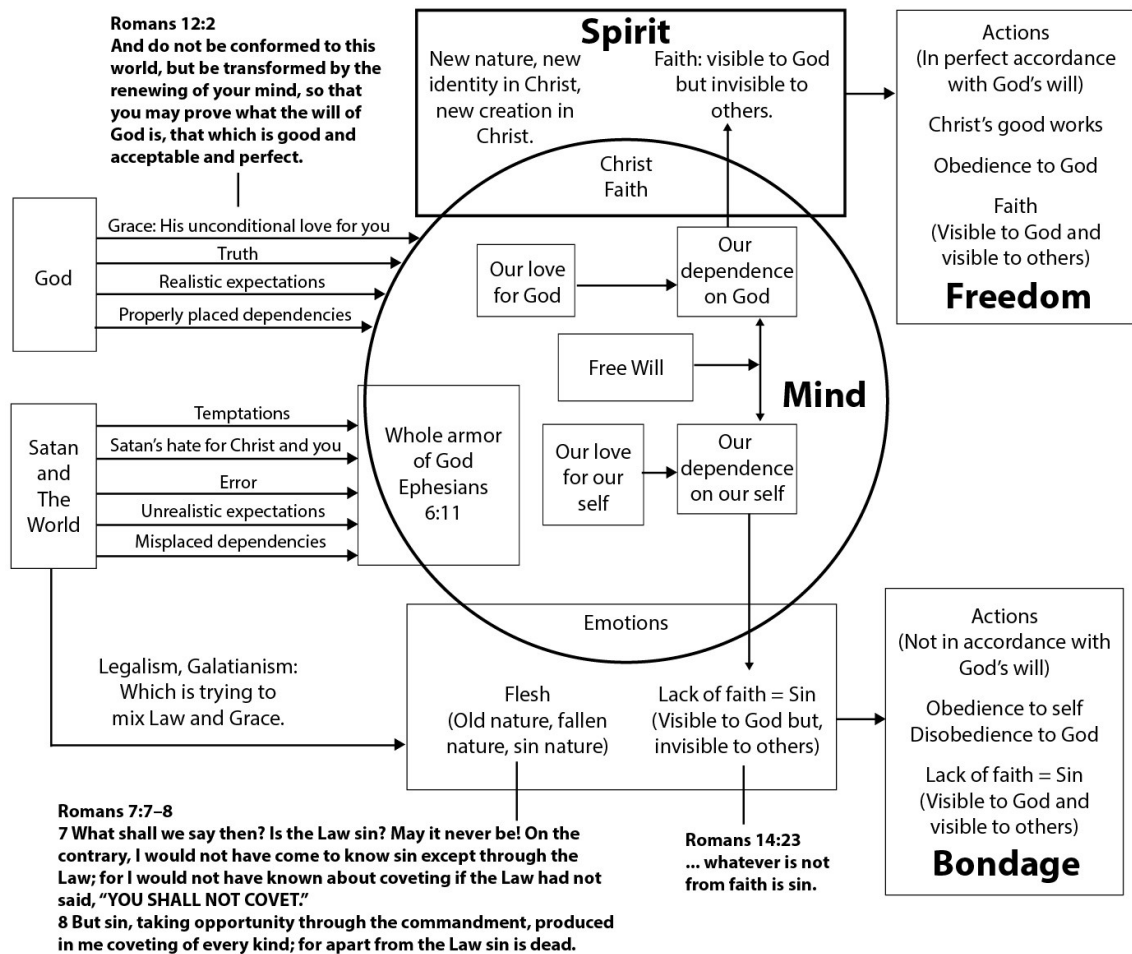 Romans 12:2
And do not be conformed to this
world, but be transformed by the
renewing of your mind, so that
you may prove what the will of
God is, that which is good and
acceptable and perfect.
Spirit
New nature, new
identity in Christ,
new creation in
Christ.
Faith: visible to God
but invisible to
others.
Christ
Faith
Actions
(In perfect accordance
with God’s will)
Christ’s good works
Obedience to God
Faith
(Visible to God and
visible to others)
Freedom
God
Grace: His unconditional love for you
Truth
Realistic expectations
Properly placed dependencies
Our love
for God
Our
dependence
on God
Free Will
Mind
Our love
for our
self
Our
dependence
on our self
Satan
and
The
World
Temptations
Satan’s hate for Christ and you
Error
Unrealistic expectations
Misplaced dependencies
Whole armor
of God
Ephesians
6:11
Legalism, Galatianism:
Which is trying to
mix Law and Grace.
Emotions
Flesh
(Old nature, fallen
nature, sin nature)
Lack of faith = Sin
(Visible to God but,
invisible to others)
Actions
(Not in accordance with
God’s will)
Obedience to self
Disobedience to God
Lack of faith = Sin
(Visible to God and
visible to others)
Bondage
Romans 7:7–8
7 What shall we say then? Is the Law sin? May it never be! On the
contrary, I would not have come to know sin except through the
Law; for I would not have known about coveting if the Law had not
said, “YOU SHALL NOT COVET.”
8 But sin, taking opportunity through the commandment, produced
in me coveting of every kind; for apart from the Law sin is dead.
Romans 14:23
... whatever is not
from faith is sin.